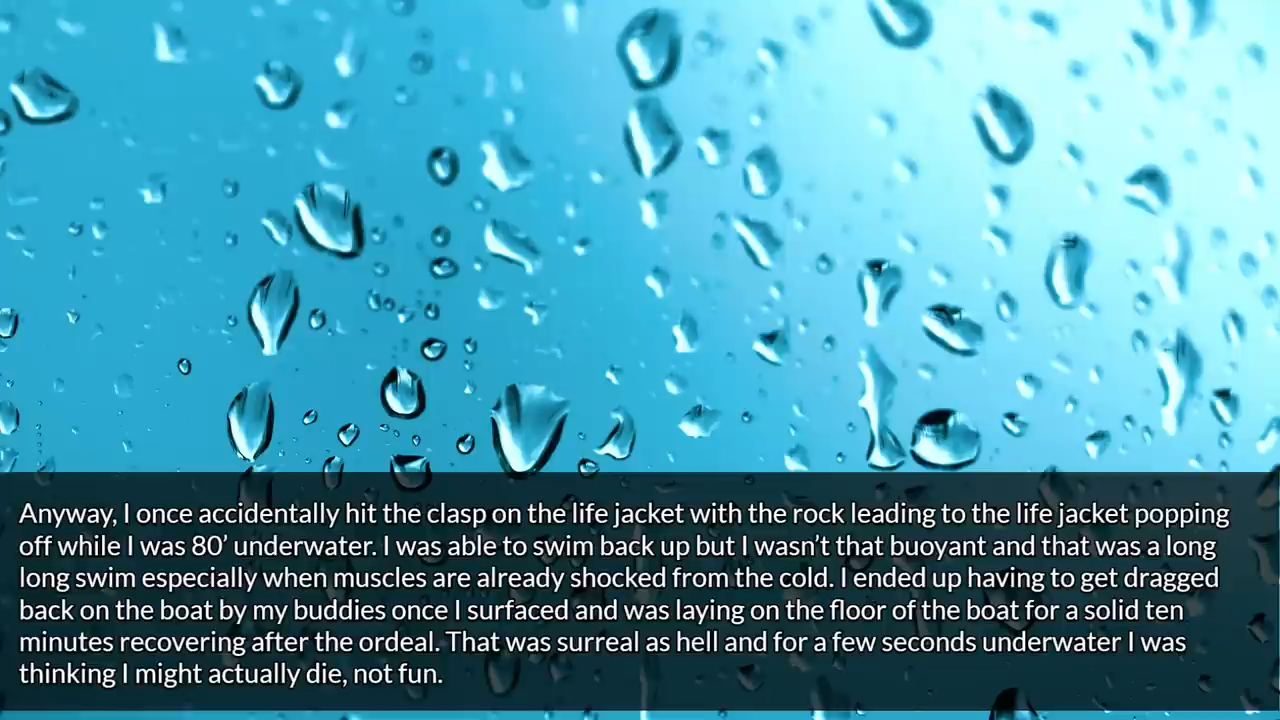 Anyway, I once accidentally hit the clasp on the life jacket with the rock leading to the life jacket popping
off while I was 80’ underwater. I was able to swim back up but I wasn’t that buoyant and that was a long
long swim especially when muscles are already shocked from the cold. I ended up having to get dragged
back on the boat by my buddies once I surfaced and was laying on the floor of the boat for a solid ten
minutes recovering after the ordeal. That was surreal as hell and for a few seconds underwater I was
thinking I might actually die, not fun.